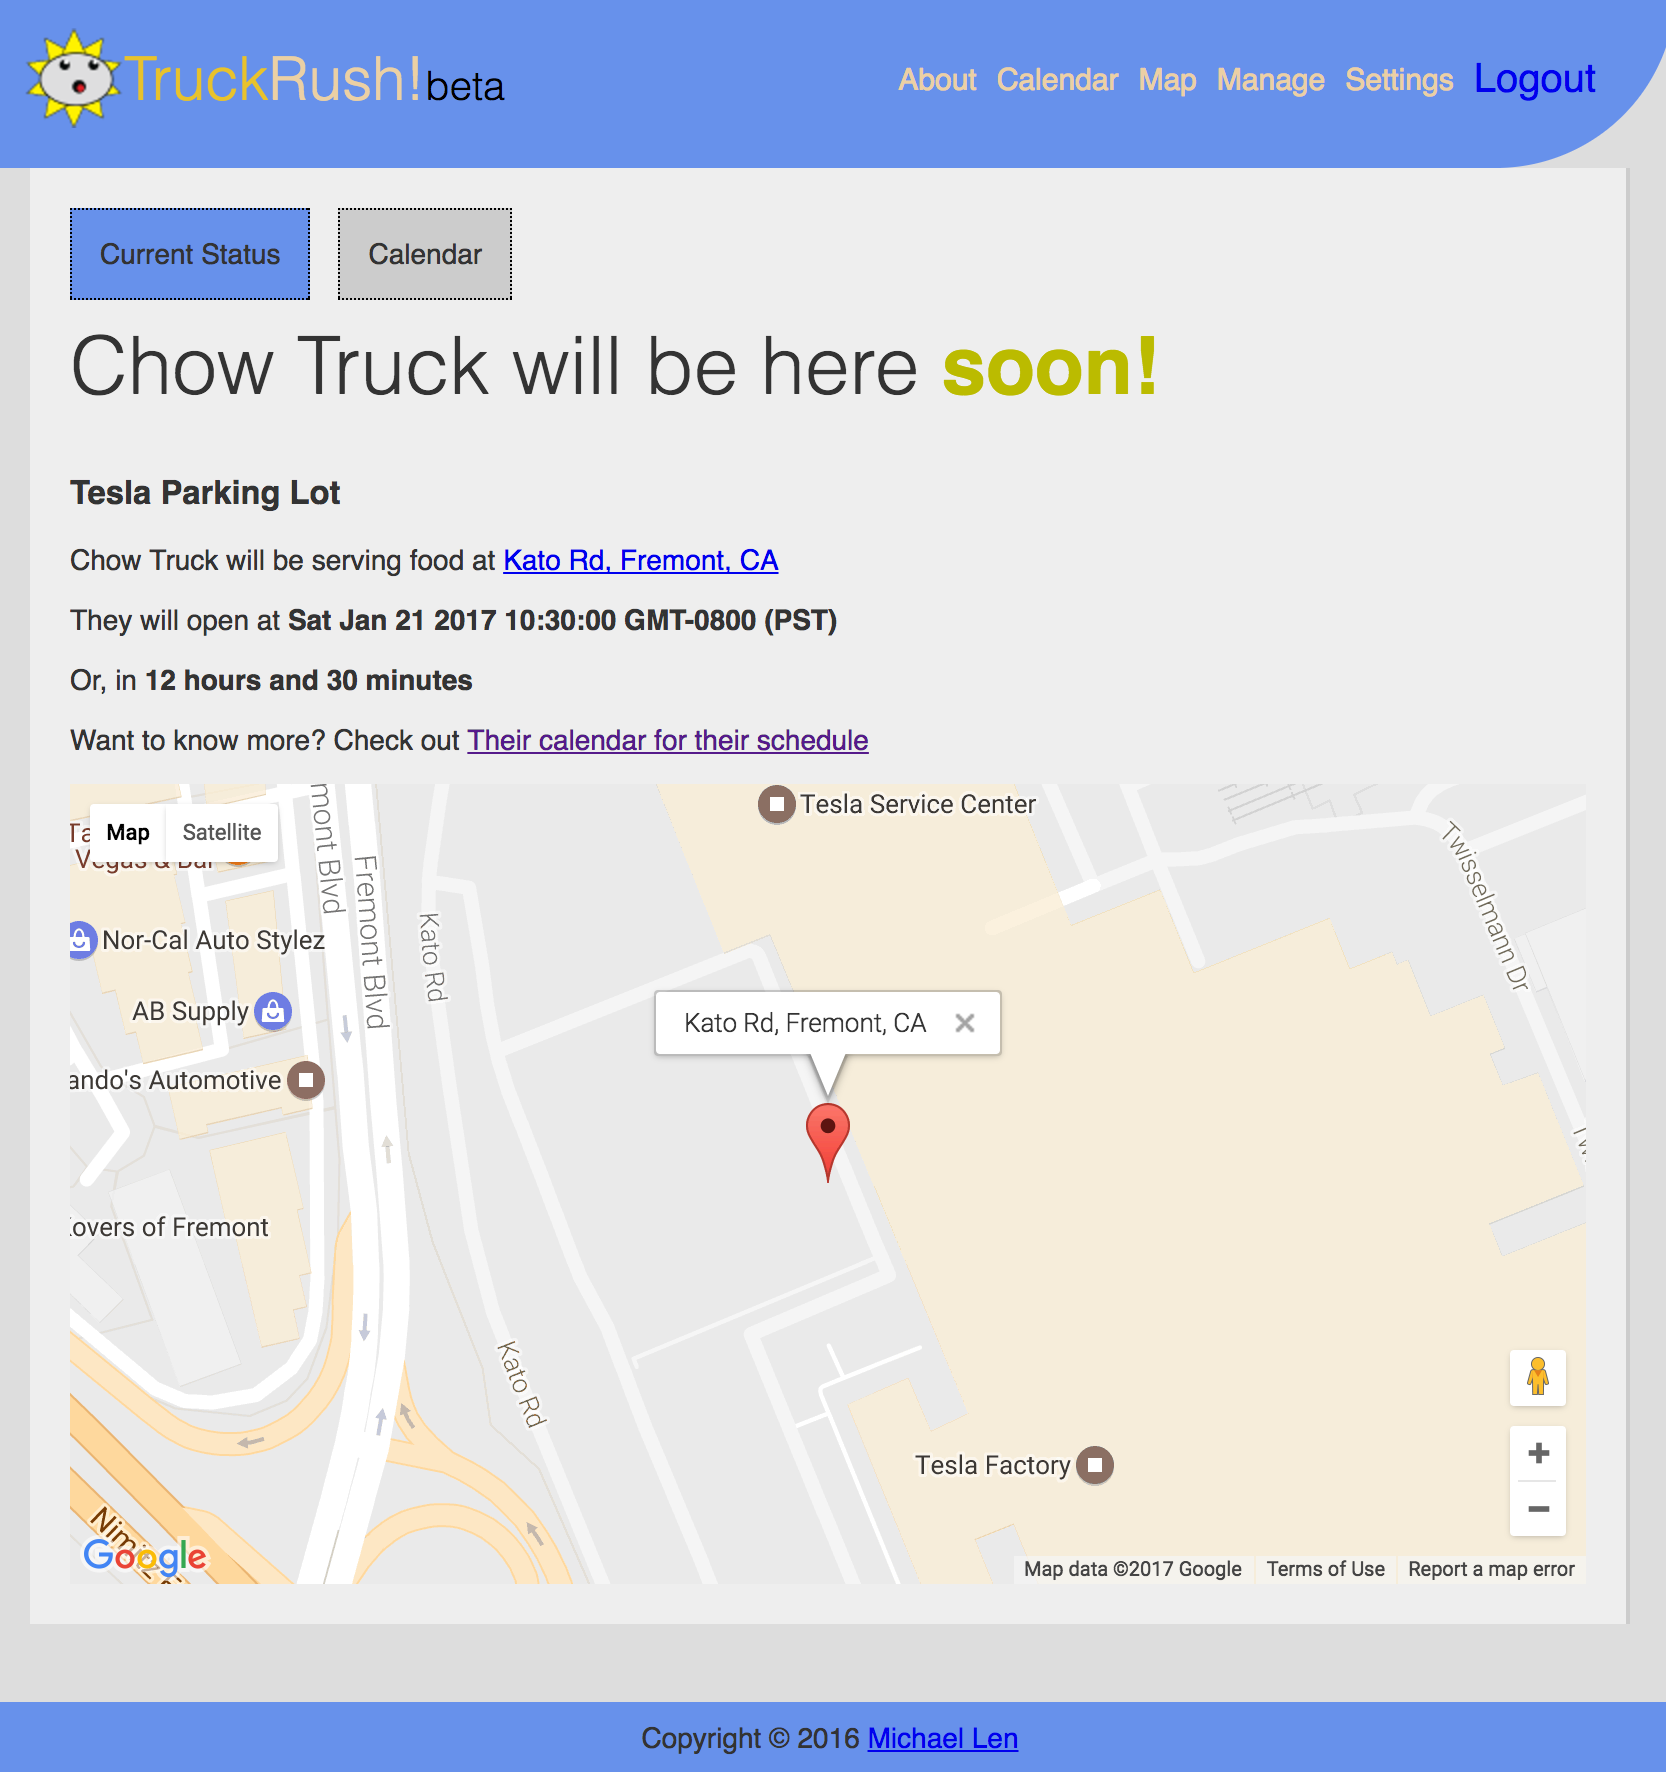 TruckRush!beta
About Calendar Map Manage Settings Logout
Current Status
Calendar
Chow Truck will be here soon!
Tesla Parking Lot
Chow Truck will be serving food at Kato Rd, Fremont, CA
They will open at Sat Jan 21 2017 10:30:00 GMT-0800 (PST)
Or, in 12 hours and 30 minutes
Want to know more? Check out Their calendar for their schedule
Map
Satellite
Tesla Service Center
mont Blvd
Fremont Blvd
Kato Rd
Twisselmann Dr
Nor-Cal Auto Stylez
AB Supply
Kato Rd, Fremont, CA
ando's Automotive
overs of Fremont
Kato Rd
Tesla Factory
Google
Map data ©2017 Google
Terms of Use
Report a map error
Copyright © 2016 Michael Len